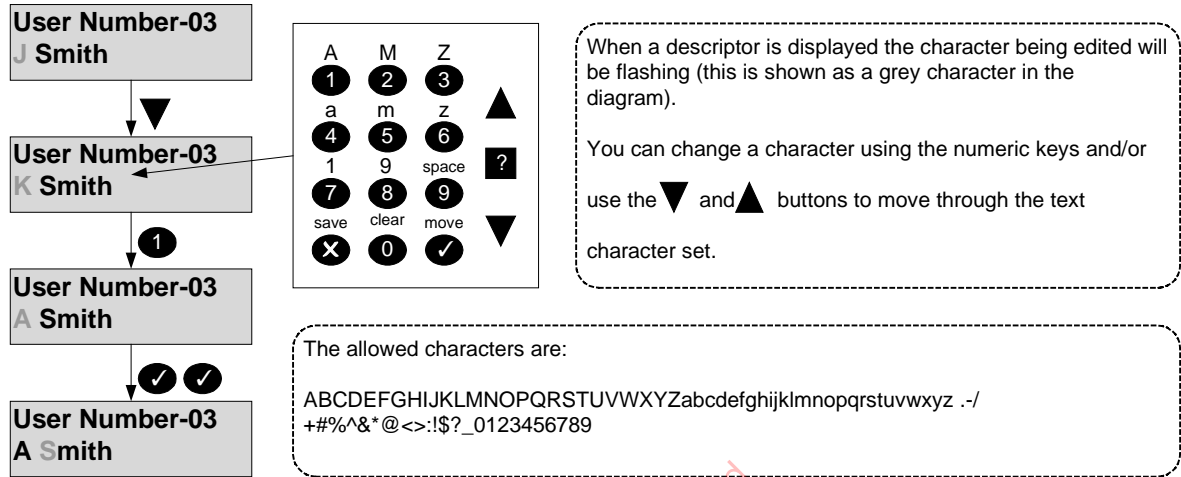 User Number-03
J Smith
User Number-03
K Smith
1
User Number-03
A Smith
✓ ✓
User Number-03
A Smith
A M Z
1 2 3
a m z
4 5 6
?
1 9 space
7 8 9
save clear move
X 0 ✓
When a descriptor is displayed the character being edited will
be flashing (this is shown as a grey character in the
diagram).
You can change a character using the numeric keys and/or
use the ▼ and ▲ buttons to move through the text
character set.
The allowed characters are:
ABCDEFGHIJKLMNOPQRSTUVWXYZabcdefghijklmnopqrstuvwxyz .-/
+#%^&*@<>:!$?_0123456789